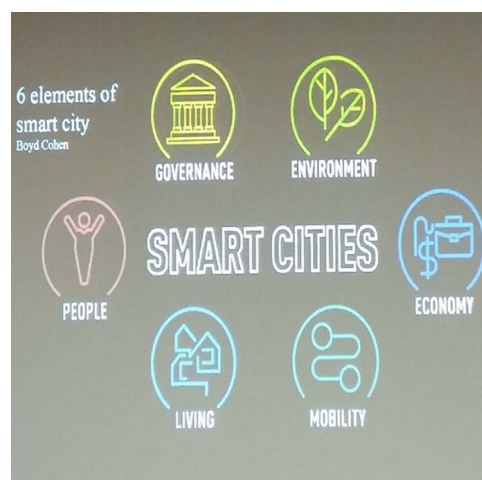 6 elements of
smart city
Boyd Cohen
GOVERNANCE
ENVIRONMENT
PEOPLE
SMART CITIES
ECONOMY
LIVING
MOBILITY